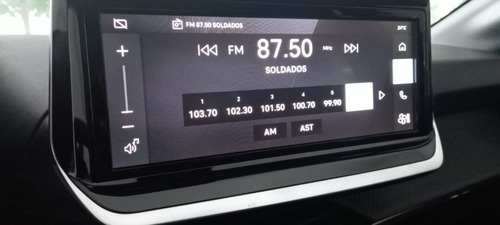 FM 87.50 SOLDADOS
FM 87.50 MHz
SOLDADOS
1 2 3 4 5
103.70 102.30 101.50 100.70 99.90
AM AST